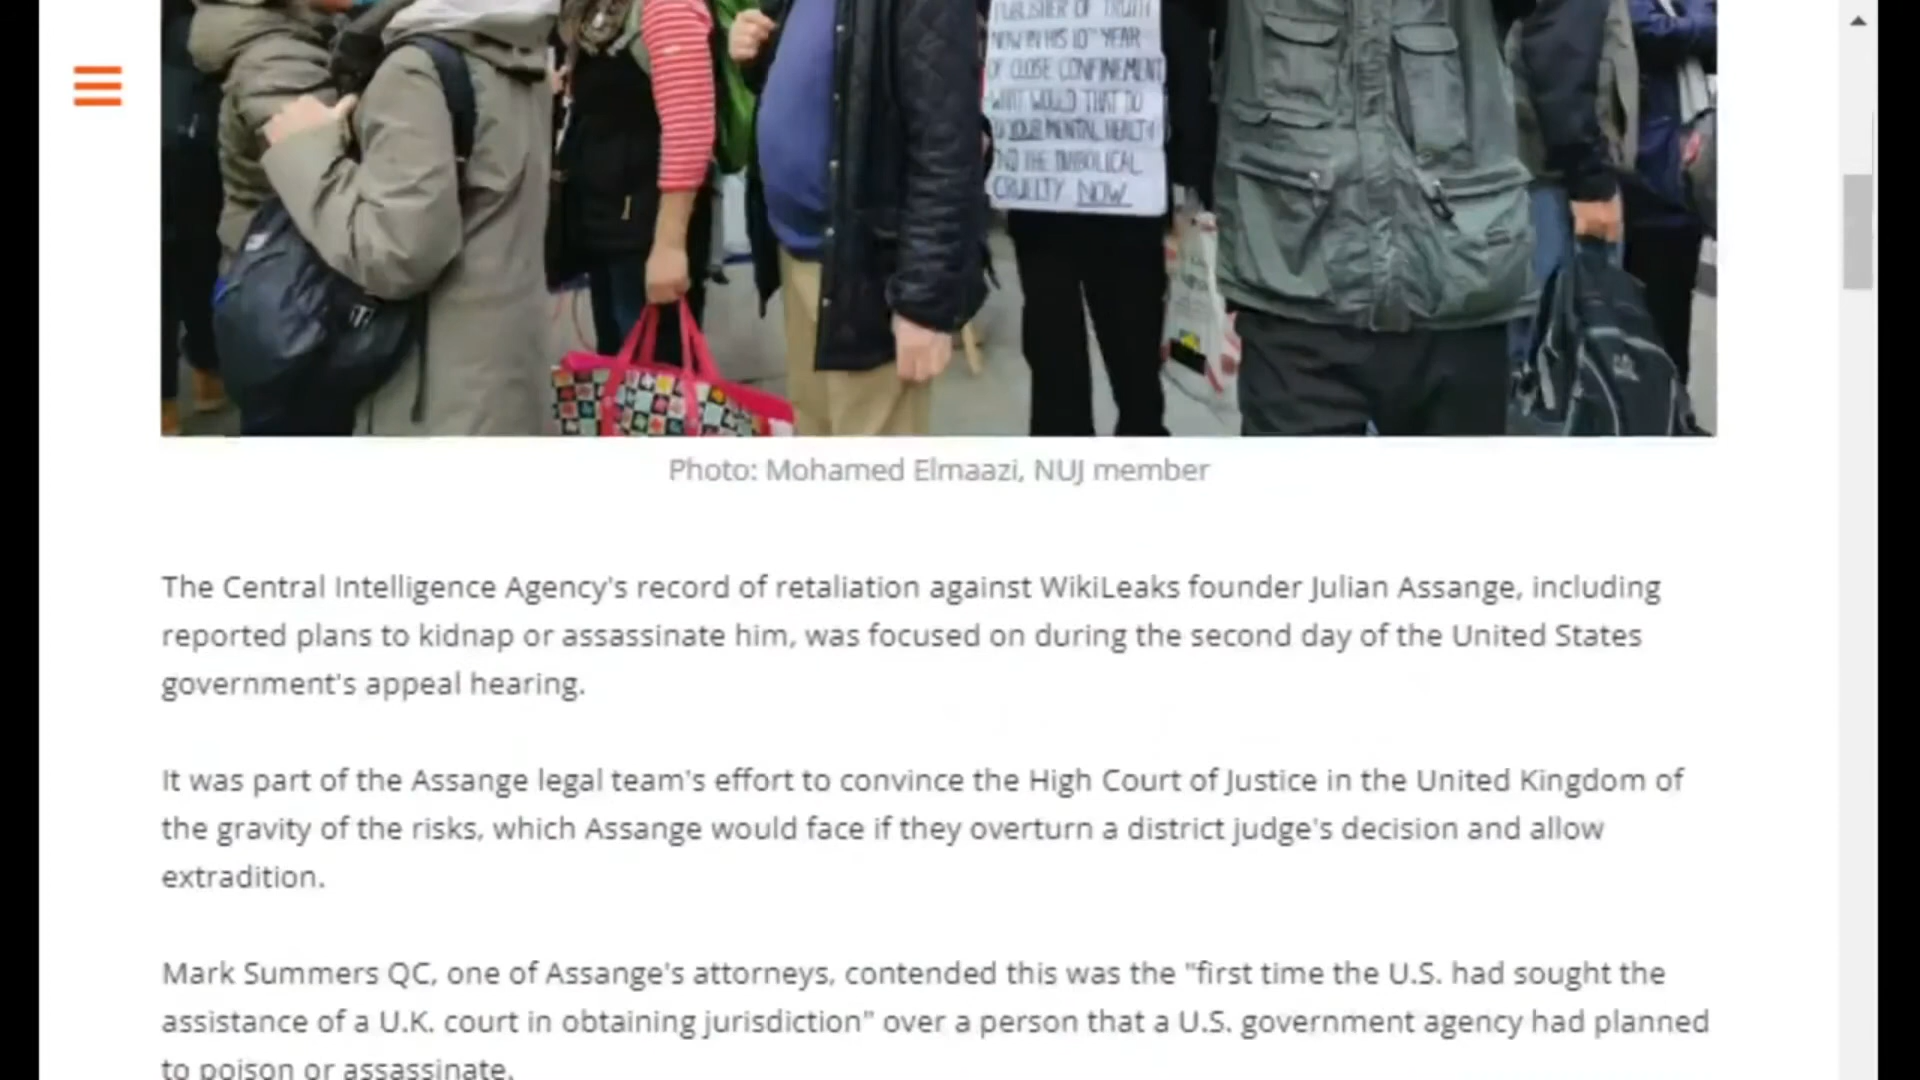 PUBLISHER OF TRUTH
NOW IN HIS 10TH YEAR
OF CLOSE CONFINEMENT
WHAT WOULD THAT DO
TO YOUR MENTAL HEALTH
END THE DIABOLICAL
CRUELTY NOW
Photo: Mohamed Elmaazi, NUJ member
The Central Intelligence Agency's record of retaliation against WikiLeaks founder Julian Assange, including
reported plans to kidnap or assassinate him, was focused on during the second day of the United States
government's appeal hearing.
It was part of the Assange legal team's effort to convince the High Court of Justice in the United Kingdom of
the gravity of the risks, which Assange would face if they overturn a district judge's decision and allow
extradition.
Mark Summers QC, one of Assange's attorneys, contended this was the "first time the U.S. had sought the
assistance of a U.K. court in obtaining jurisdiction" over a person that a U.S. government agency had planned
to poison or assassinate.